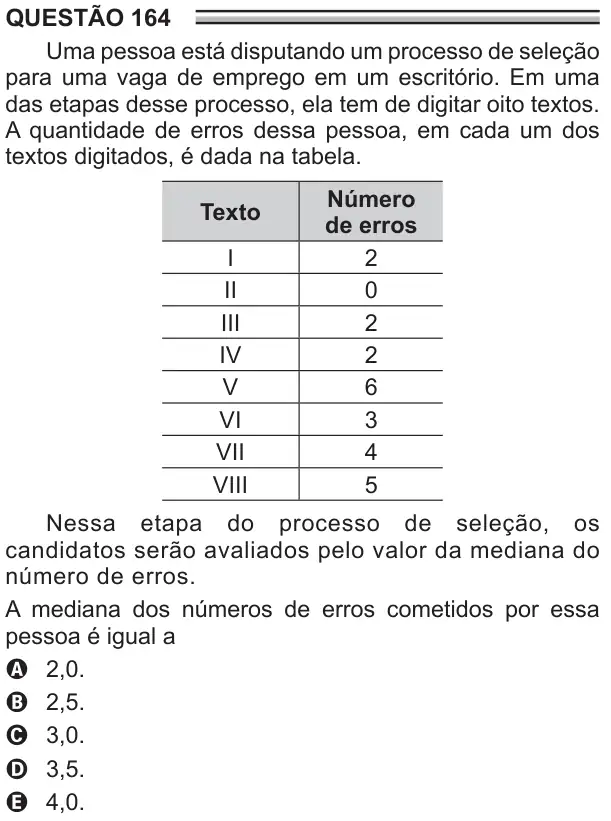 QUESTÃO 164
Uma pessoa está disputando um processo de seleção
para uma vaga de emprego em um escritório. Em uma
das etapas desse processo, ela tem de digitar oito textos.
A quantidade de erros dessa pessoa, em cada um dos
textos digitados, é dada na tabela.
Texto Número de erros
I 2
II 0
III 2
IV 2
V 6
VI 3
VII 4
VIII 5
Nessa etapa do processo de seleção, os
candidatos serão avaliados pelo valor da mediana do
número de erros.
A mediana dos números de erros cometidos por essa
pessoa é igual a
A 2,0.
B 2,5.
C 3,0.
D 3,5.
E 4,0.